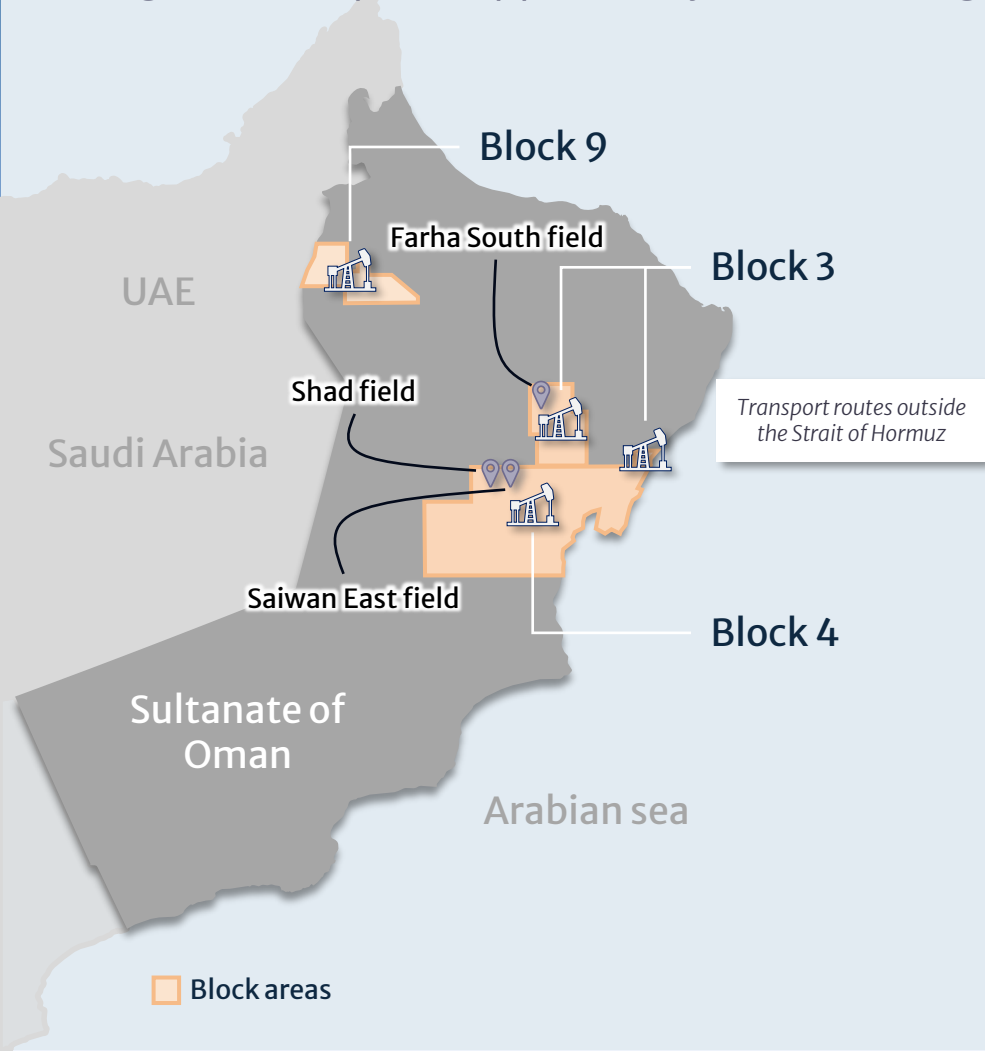 Block 9
Farha South field
Block 3
UAE
Shad field
Transport routes outside
the Strait of Hormuz
Saudi Arabia
Saiwan East field
Block 4
Sultanate of
Oman
Arabian sea
Block areas